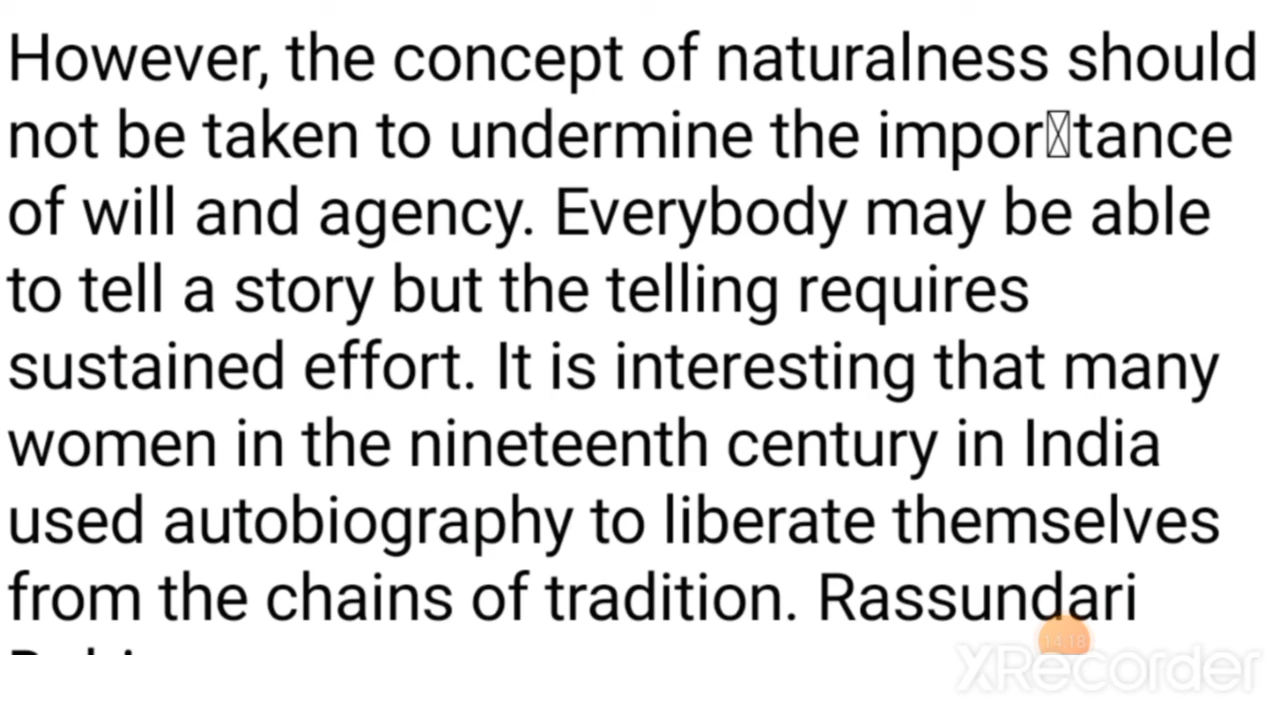 However, the concept of naturalness should
not be taken to undermine the impor�tance
of will and agency. Everybody may be able
to tell a story but the telling requires
sustained effort. It is interesting that many
women in the nineteenth century in India
used autobiography to liberate themselves
from the chains of tradition. Rassundari
14:18
XRecorder